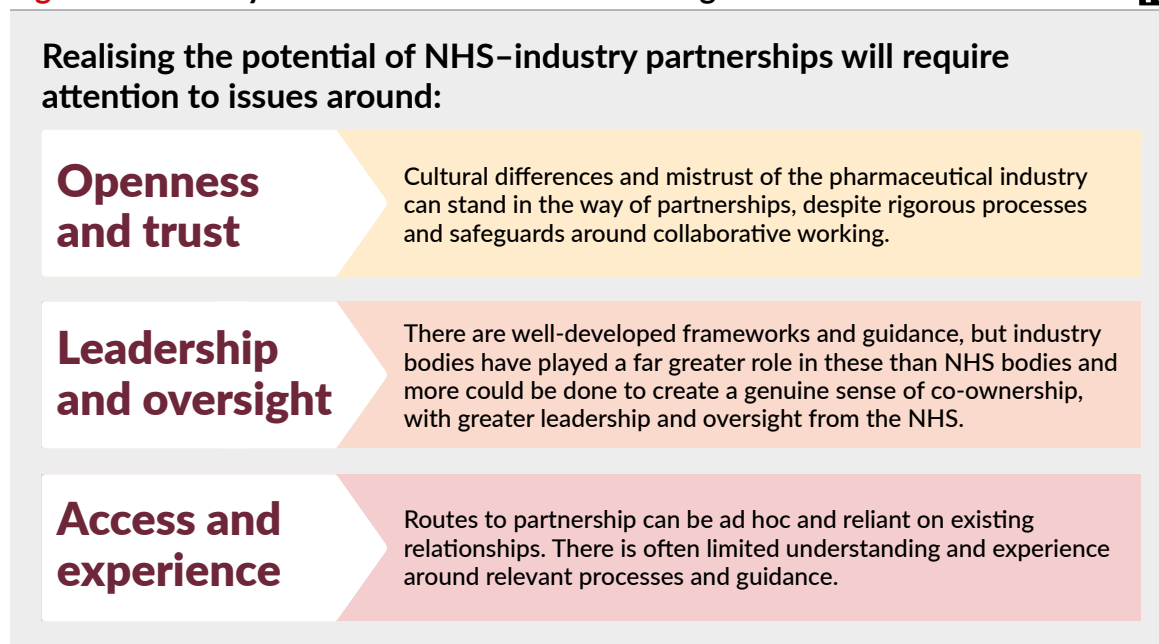 Realising the potential of NHS–industry partnerships will require
attention to issues around:
Openness
and trust
Cultural differences and mistrust of the pharmaceutical industry
can stand in the way of partnerships, despite rigorous processes
and safeguards around collaborative working.
Leadership
and oversight
There are well-developed frameworks and guidance, but industry
bodies have played a far greater role in these than NHS bodies and
more could be done to create a genuine sense of co-ownership,
with greater leadership and oversight from the NHS.
Access and
experience
Routes to partnership can be ad hoc and reliant on existing
relationships. There is often limited understanding and experience
around relevant processes and guidance.